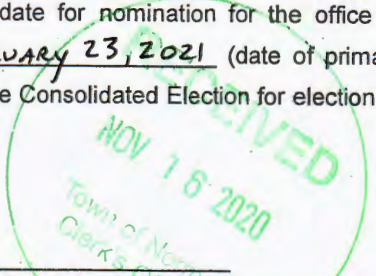 date for nomination for the office
UARY 23, 2021 (date of prima
e Consolidated Election for election
RECEIVED
NOV 16 2020
Town of Nor
Clerk's